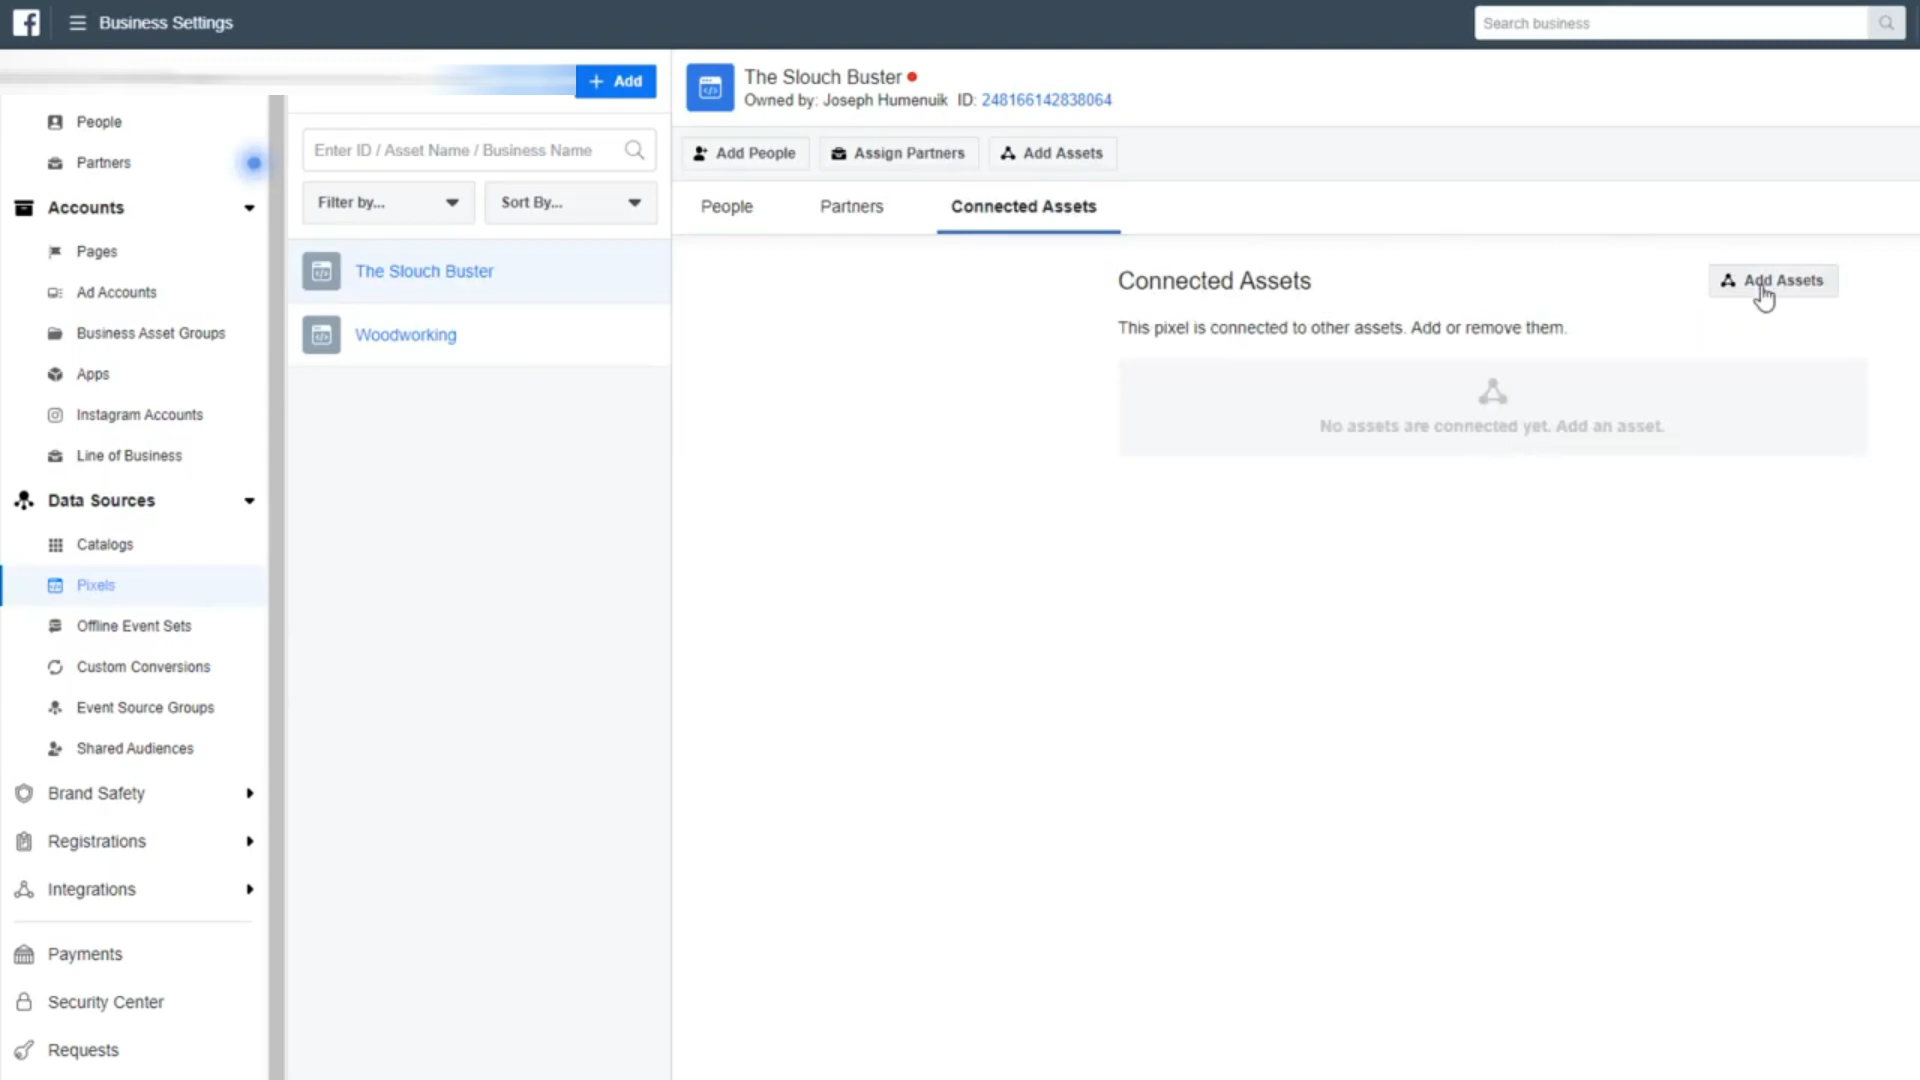 Business Settings
Search business
+ Add
People
Partners
Accounts
Pages
Ad Accounts
Business Asset Groups
Apps
Instagram Accounts
Line of Business
Data Sources
Catalogs
Pixels
Offline Event Sets
Custom Conversions
Event Source Groups
Shared Audiences
Brand Safety
Registrations
Integrations
Payments
Security Center
Requests
Enter ID / Asset Name / Business Name
Filter by...
Sort By...
The Slouch Buster
Woodworking
The Slouch Buster
Owned by: Joseph Humenuik ID: 248166142838064
Add People
Assign Partners
Add Assets
People
Partners
Connected Assets
Connected Assets
Add Assets
This pixel is connected to other assets. Add or remove them.
No assets are connected yet. Add an asset.